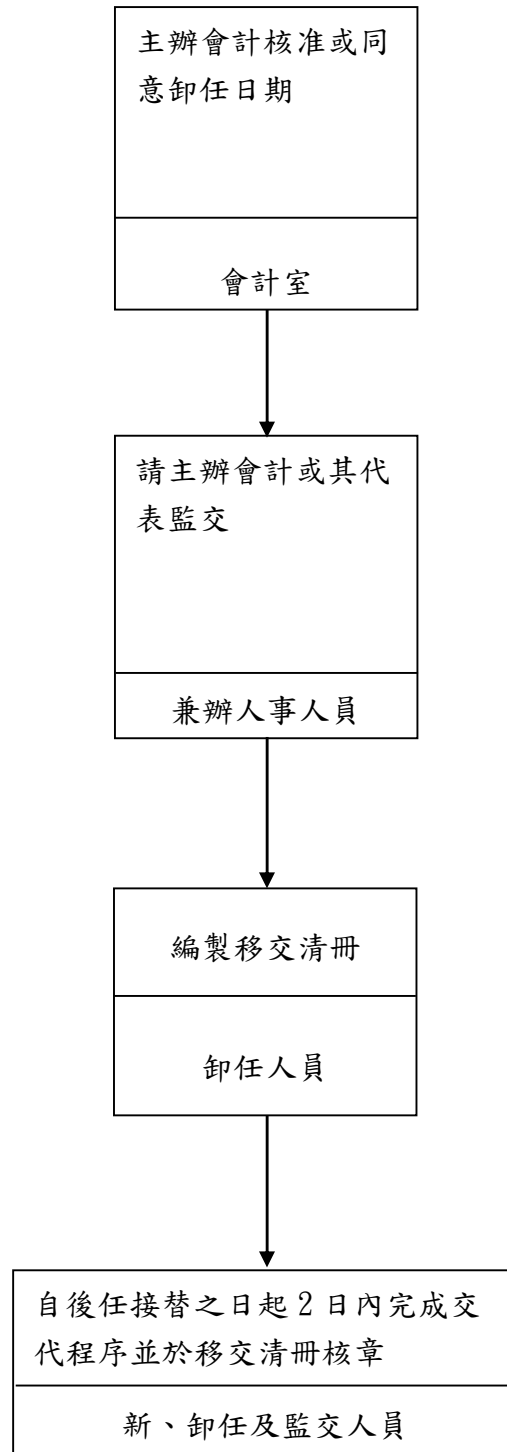 主辦會計核准或同
意卸任日期
會計室
請主辦會計或其代
表監交
兼辦人事人員
編製移交清冊
卸任人員
自後任接替之日起2日內完成交
代程序並於移交清冊核章
新、卸任及監交人員